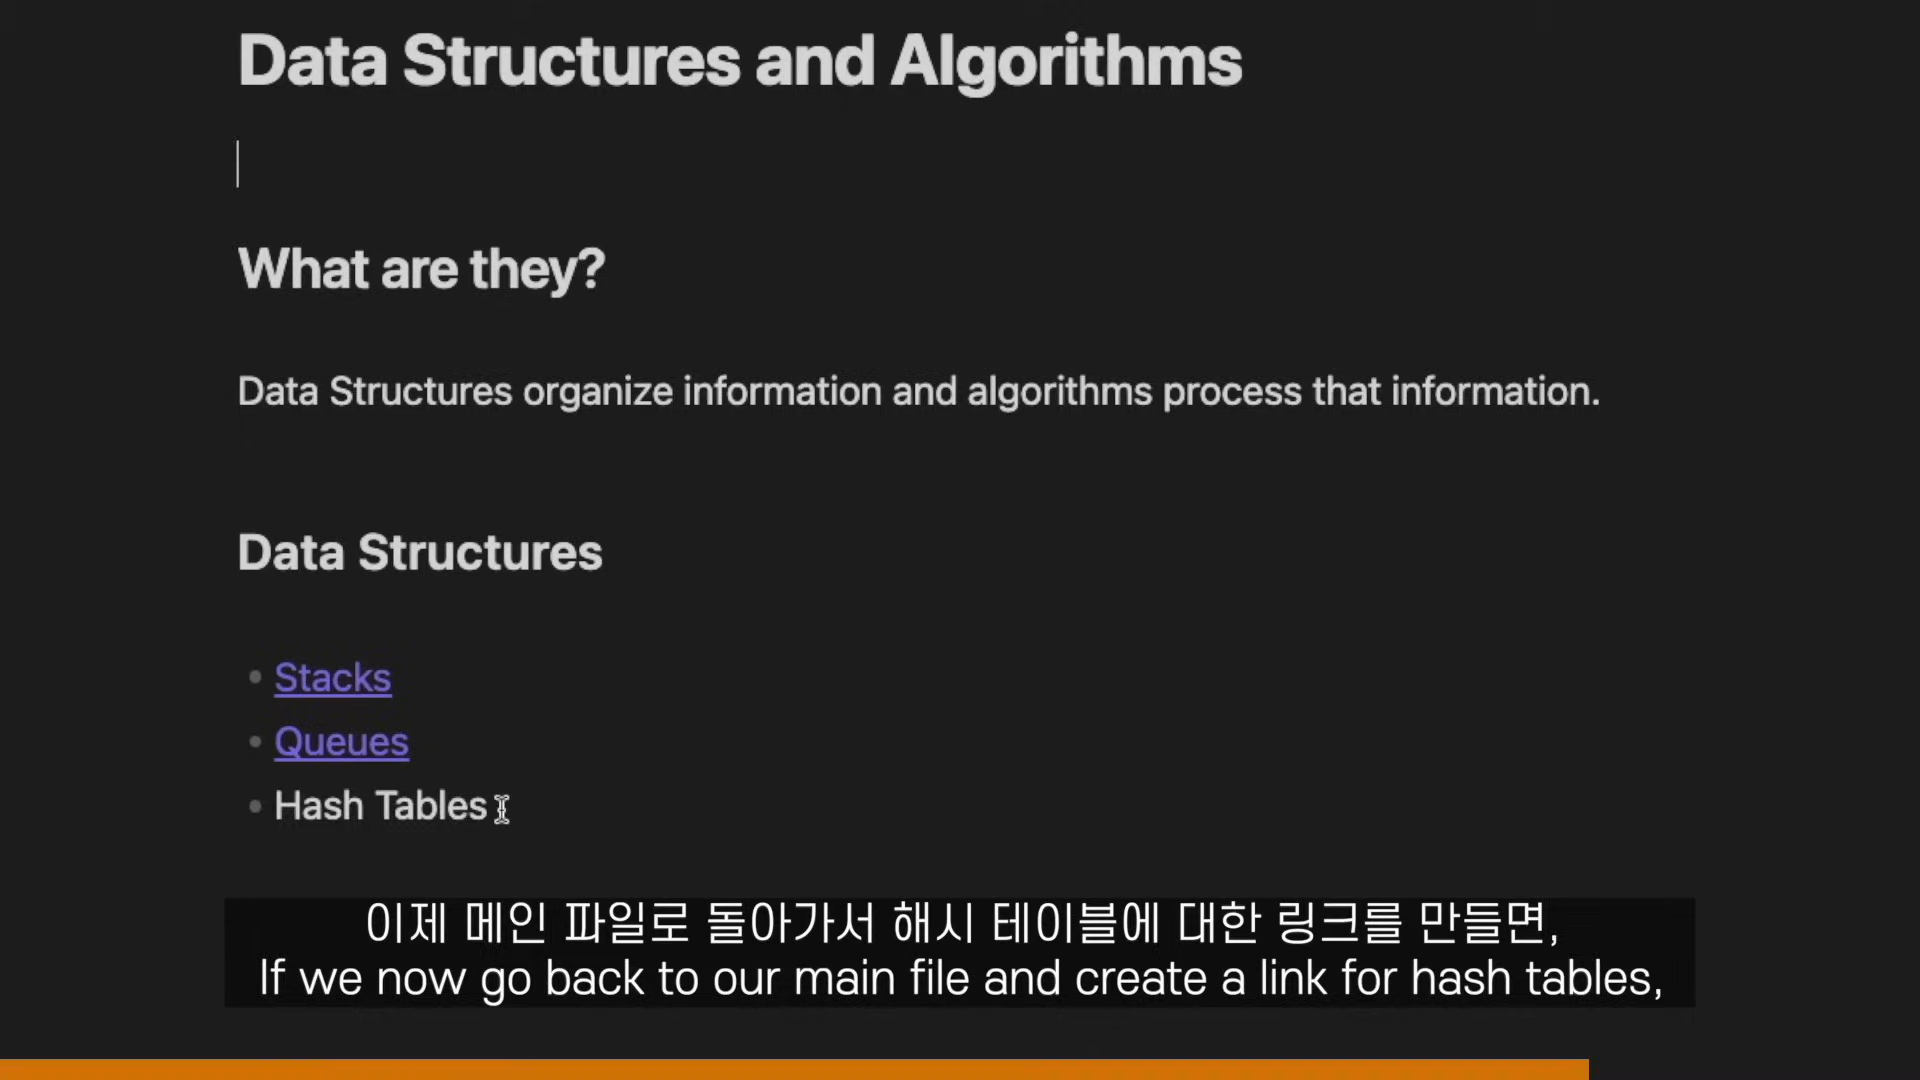 Data Structures and Algorithms
What are they?
Data Structures organize information and algorithms process that information.
Data Structures
• Stacks
• Queues
• Hash Tables
이제 메인 파일로 돌아가서 해시 테이블에 대한 링크를 만들면,
If we now go back to our main file and create a link for hash tables,